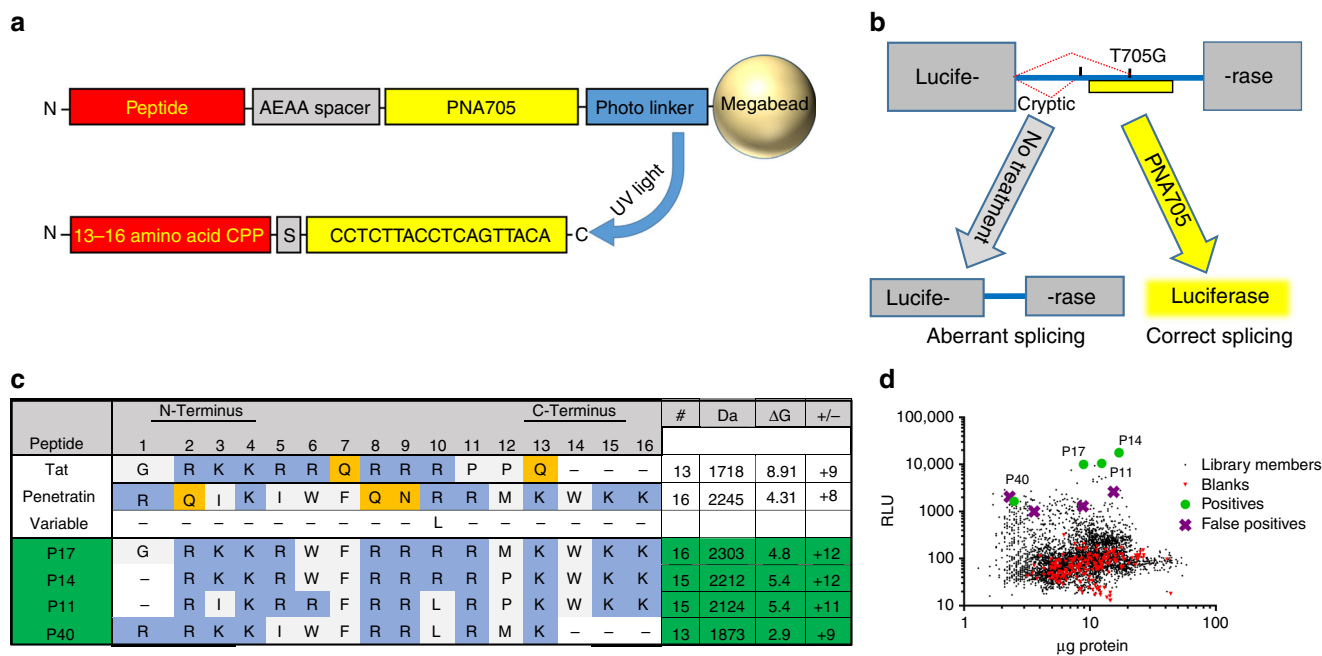 a
N
Peptide
AEAA spacer
PNA705
Photo linker
Megabead
UV light
N
13–16 amino acid CPP
S
CCTCTTACCTCAGTTACA
C
b
Lucife-
T705G
-rase
Cryptic
No treatment
PNA705
Lucife-
-rase
Luciferase
Aberrant splicing
Correct splicing
c
N-Terminus C-Terminus # Da ΔG +/–
Peptide 1 2 3 4 5 6 7 8 9 10 11 12 13 14 15 16
Tat G R K K R R Q R R R P P Q – – – 13 1718 8.91 +9
Penetratin R Q I K I W F Q N R R M K W K K 16 2245 4.31 +8
Variable – – – – – – – – – L – – – – – –
P17 G R K K R W F R R R R M K W K K 16 2303 4.8 +12
P14 – R K K R W F R R R R P K W K K 15 2212 5.4 +12
P11 – R I K R R F R R L R P K W K K 15 2124 5.4 +11
P40 R R K K I W F R R L R M K – – – 13 1873 2.9 +9
d
RLU
100,000
10,000
1000
100
10
P17
P14
P40
P11
Library members
Blanks
Positives
False positives
1 10 100
μg protein